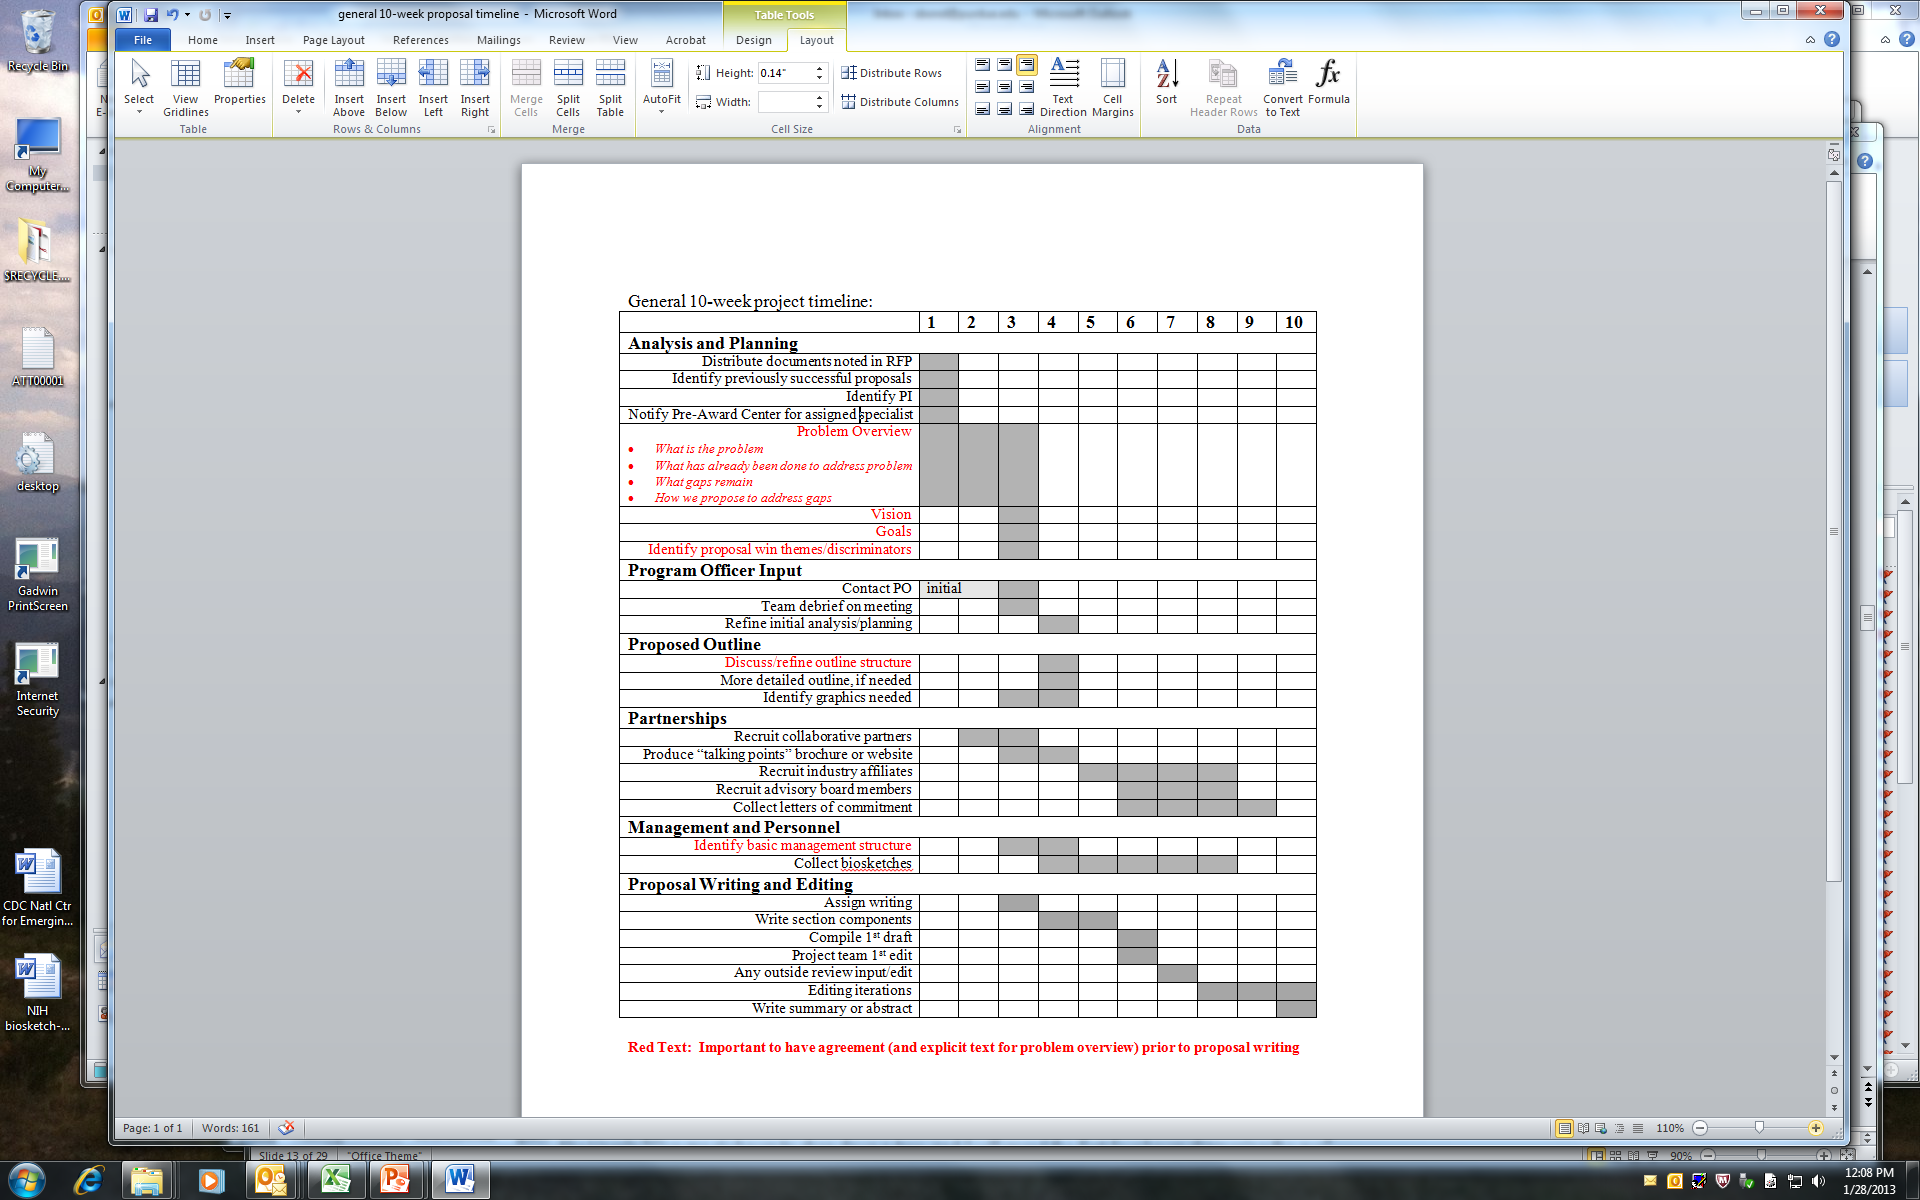 general 10-week proposal timeline - Microsoft Word
Table Tools
File Home Insert Page Layout References Mailings Review View Acrobat Design Layout
Select
View Gridlines
Properties
Table
Delete
Insert Above
Insert Below
Insert Left
Insert Right
Rows & Columns
Merge Cells
Split Cells
Split Table
Merge
AutoFit
Height: 0.14"
Width:
Distribute Rows
Distribute Columns
Cell Size
Text Direction
Cell Margins
Alignment
Sort
Repeat Header Rows
Convert to Text
Formula
Data
Recycle Bin
My Computer...
SRECYCLE....
ATT00001
desktop
Gadwin PrintScreen
Internet Security
CDC Natl Ctr for Emergin...
NIH biosketch-...
General 10-week project timeline:
1 2 3 4 5 6 7 8 9 10
Analysis and Planning
Distribute documents noted in RFP
Identify previously successful proposals
Identify PI
Notify Pre-Award Center for assigned specialist
Problem Overview
• What is the problem
• What has already been done to address problem
• What gaps remain
• How we propose to address gaps
Vision
Goals
Identify proposal win themes/discriminators
Program Officer Input
Contact PO initial
Team debrief on meeting
Refine initial analysis/planning
Proposed Outline
Discuss/refine outline structure
More detailed outline, if needed
Identify graphics needed
Partnerships
Recruit collaborative partners
Produce “talking points” brochure or website
Recruit industry affiliates
Recruit advisory board members
Collect letters of commitment
Management and Personnel
Identify basic management structure
Collect biosketches
Proposal Writing and Editing
Assign writing
Write section components
Compile 1st draft
Project team 1st edit
Any outside review input/edit
Editing iterations
Write summary or abstract
Red Text: Important to have agreement (and explicit text for problem overview) prior to proposal writing
Page: 1 of 1 Words: 161 110%
Slide 13 of 29 "Office Theme" 90%
12:08 PM
1/28/2013